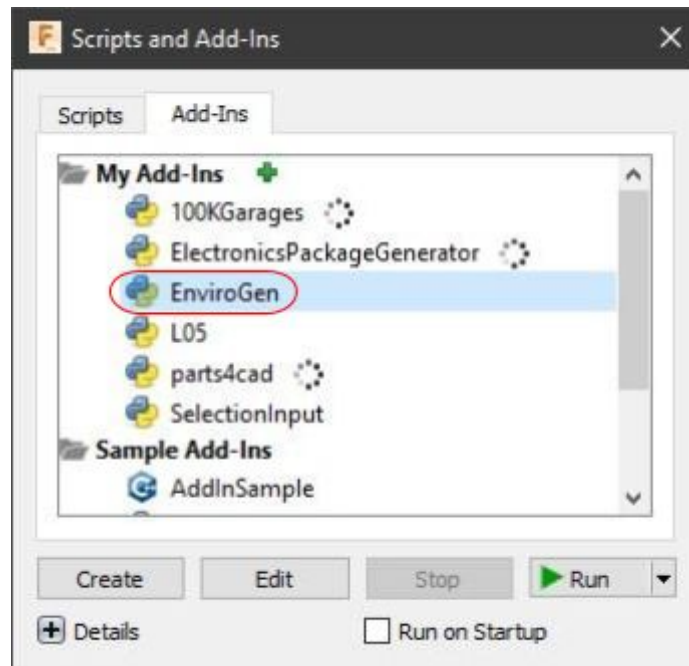 Scripts and Add-Ins
Scripts Add-Ins
My Add-Ins
100KGarages
ElectronicsPackageGenerator
EnviroGen
L05
parts4cad
SelectionInput
Sample Add-Ins
AddInSample
Create Edit Stop Run
Details Run on Startup